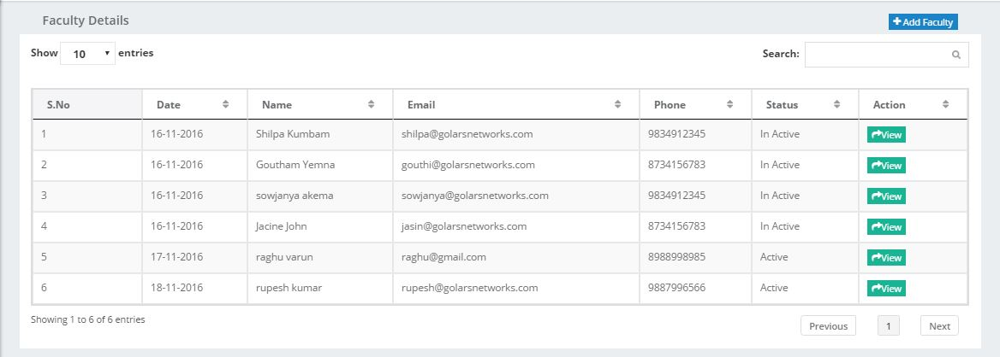 Faculty Details
Add Faculty
Show 10 entries
Search:
S.No Date Name Email Phone Status Action
1 16-11-2016 Shilpa Kumbam shilpa@golarsnetworks.com 9834912345 In Active View
2 16-11-2016 Goutham Yemna gouthi@golarsnetworks.com 8734156783 In Active View
3 16-11-2016 sowjanya akema sowjanya@golarsnetworks.com 9834912345 In Active View
4 16-11-2016 Jacine John jasin@golarsnetworks.com 8734156783 In Active View
5 17-11-2016 raghu varun raghu@gmail.com 8988998985 Active View
6 18-11-2016 rupesh kumar rupesh@golarsnetworks.com 9887996566 Active View
Showing 1 to 6 of 6 entries
Previous 1 Next